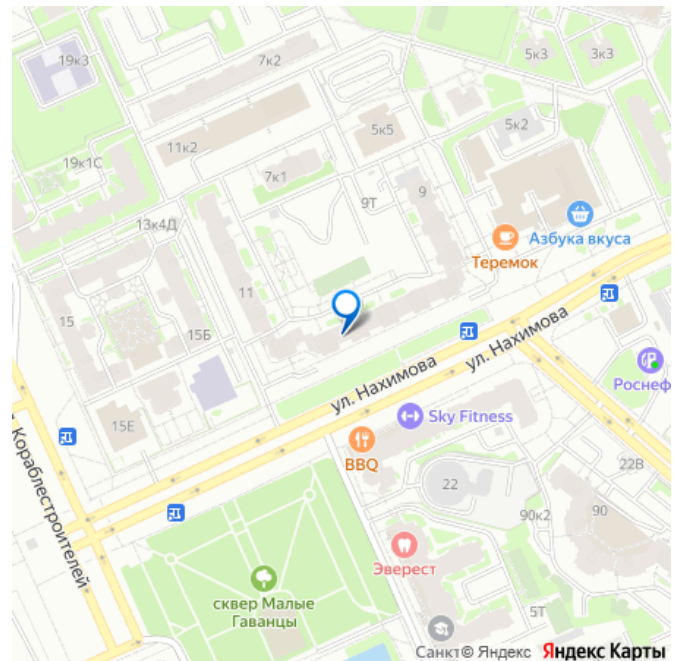 19к3
7к2
5к3
3к3
5к2
5к5
11к2
7к1
19к1С
9
9Т
13к4Д
Азбука вкуса
Теремок
11
15
15Б
ул. Нахимова
ул. Нахимова
Роснеф
15Е
Sky Fitness
BBQ
22В
22
90к2
90
Кораблестроителей
Эверест
сквер Малые
Гаванцы
5Т
Санкт© Яндекс Яндекс Карты